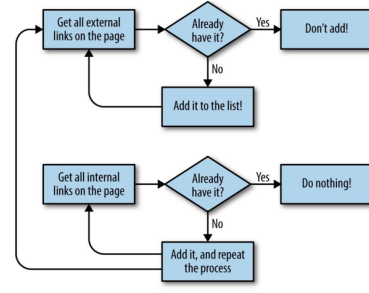 Get all external
links on the page
Already
have it?
Yes
Don't add!
No
Add it to the list!
Get all internal
links on the page
Already
have it?
Yes
Do nothing!
No
Add it, and repeat
the process